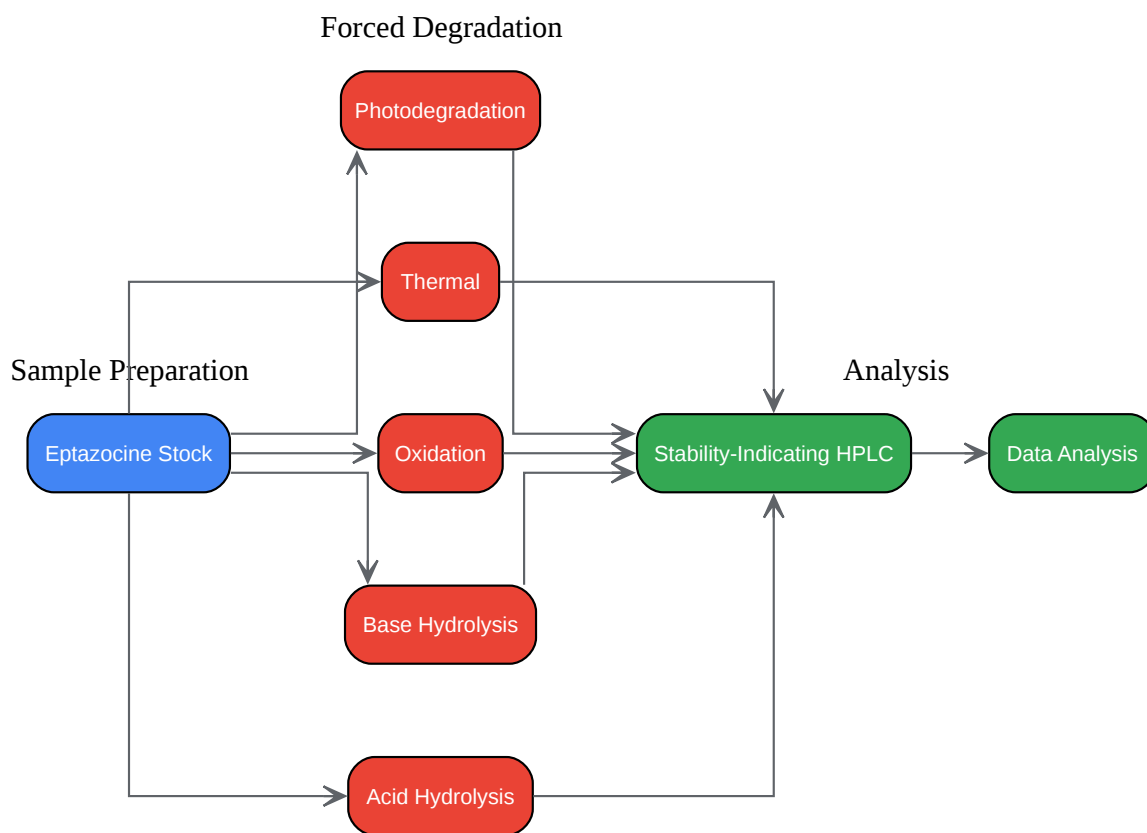 Forced Degradation
Photodegradation
Thermal
Sample Preparation
Analysis
Eptazocine Stock
Oxidation
Stability-Indicating HPLC
Data Analysis
Base Hydrolysis
Acid Hydrolysis